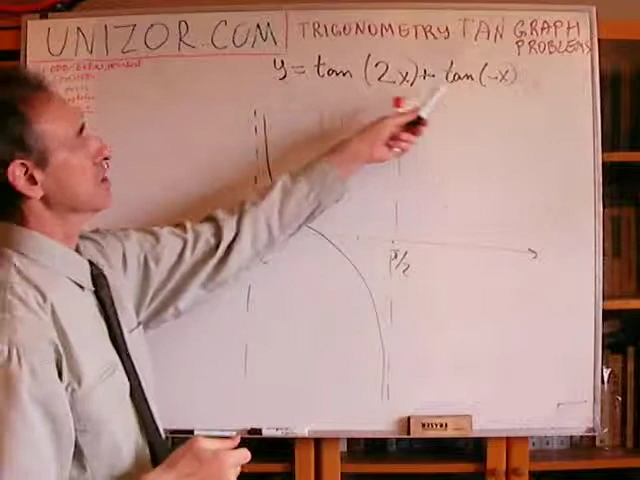 UNIZOR.COM
TRIGONOMETRY TAN GRAPH
PROBLEMS
y = tan (2x) + tan (-x)
π/2